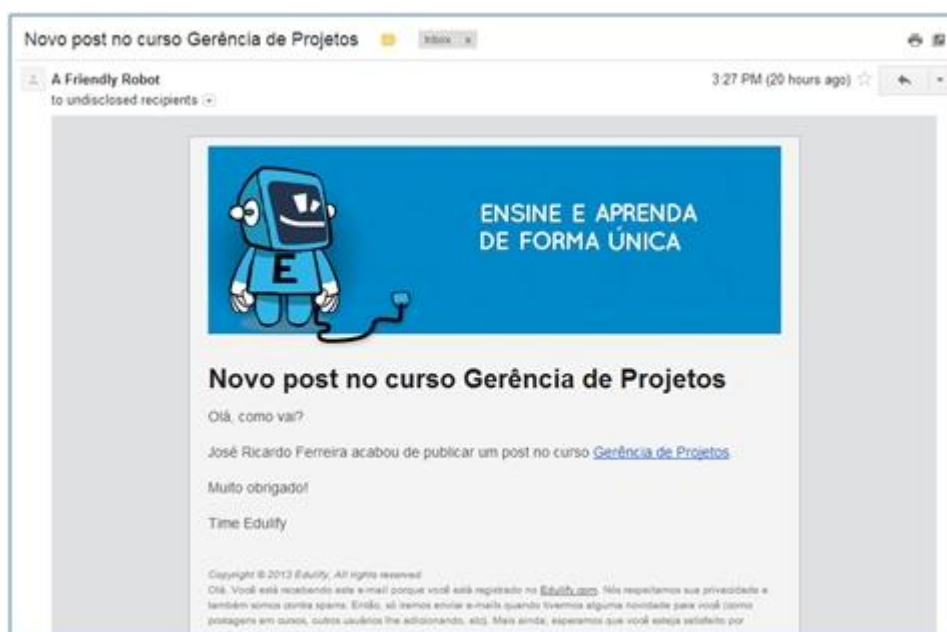 Novo post no curso Gerência de Projetos
Inbox x
A Friendly Robot
3:27 PM (20 hours ago)
to undisclosed recipients
ENSINE E APRENDA
DE FORMA ÚNICA
E
Novo post no curso Gerência de Projetos
Olá, como vai?
José Ricardo Ferreira acabou de publicar um post no curso Gerência de Projetos.
Muito obrigado!
Time Edulify
Copyright © 2013 Edulify, All rights reserved.
Olá. Você está recebendo este e-mail porque você está registrado no Edulify.com. Nós respeitamos sua privacidade e
também somos contra spams. Então, só iremos enviar e-mails quando tivermos alguma novidade para você (como
postagens em cursos, outros usuários lhe adicionando, etc). Mais ainda, esperamos que você esteja satisfeito por